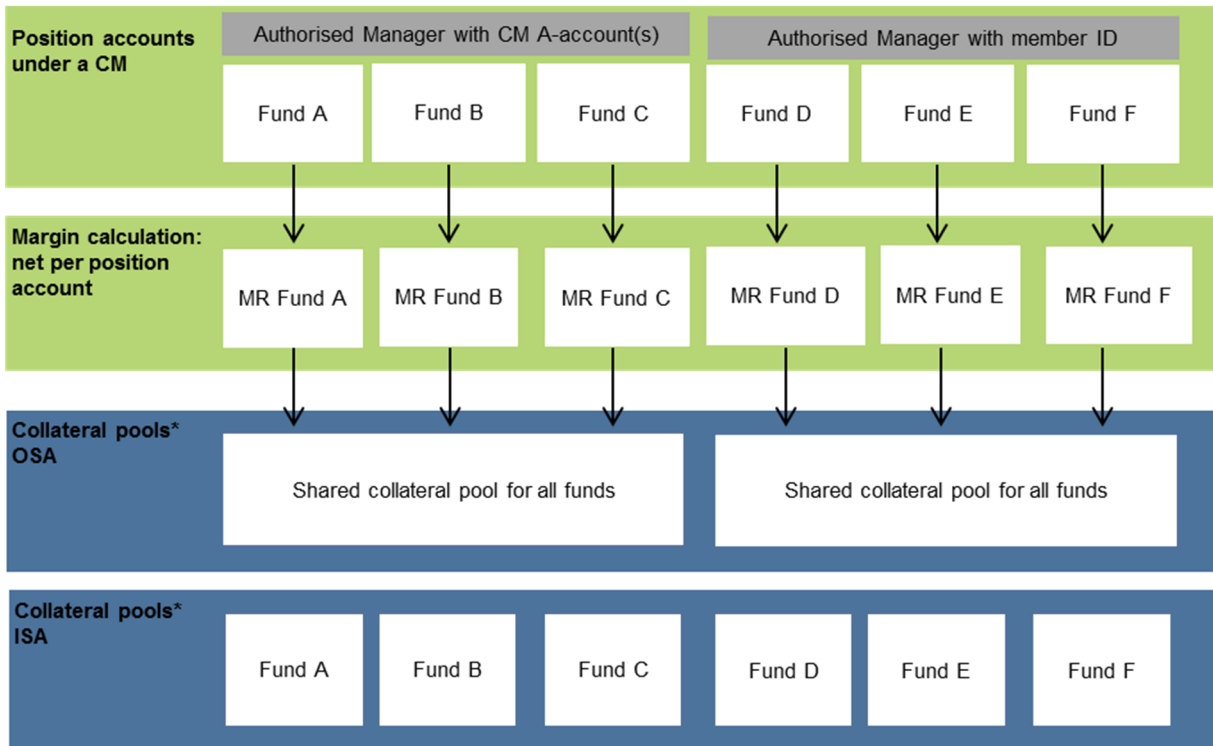 Position accounts
under a CM
Authorised Manager with CM A-account(s)
Authorised Manager with member ID
Fund A
Fund B
Fund C
Fund D
Fund E
Fund F
Margin calculation:
net per position
account
MR Fund A
MR Fund B
MR Fund C
MR Fund D
MR Fund E
MR Fund F
Collateral pools*
OSA
Shared collateral pool for all funds
Shared collateral pool for all funds
Collateral pools*
ISA
Fund A
Fund B
Fund C
Fund D
Fund E
Fund F